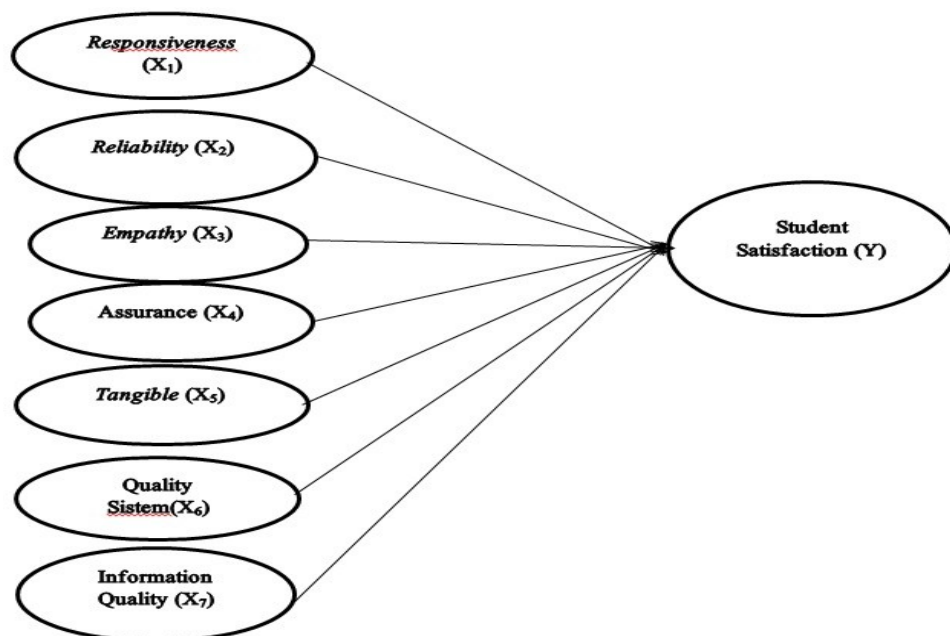 Responsiveness
(X₁)
Reliability (X₂)
Empathy (X₃)
Assurance (X₄)
Tangible (X₅)
Quality
Sistem(X₆)
Information
Quality (X₇)
Student
Satisfaction (Y)